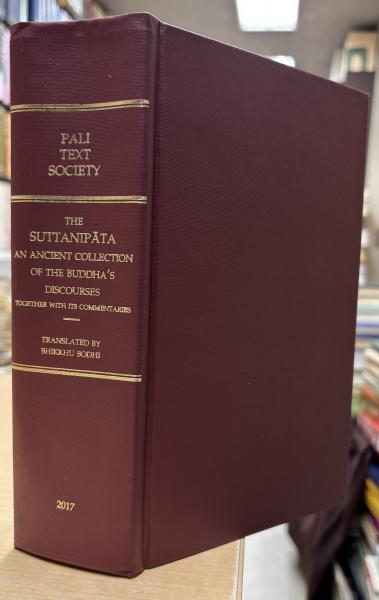 PALI
TEXT
SOCIETY
THE
SUTTANIPĀTA
AN ANCIENT COLLECTION
OF THE BUDDHA'S
DISCOURSES
TOGETHER WITH ITS COMMENTARIES
TRANSLATED BY
BHIKKHU BODHI
2017